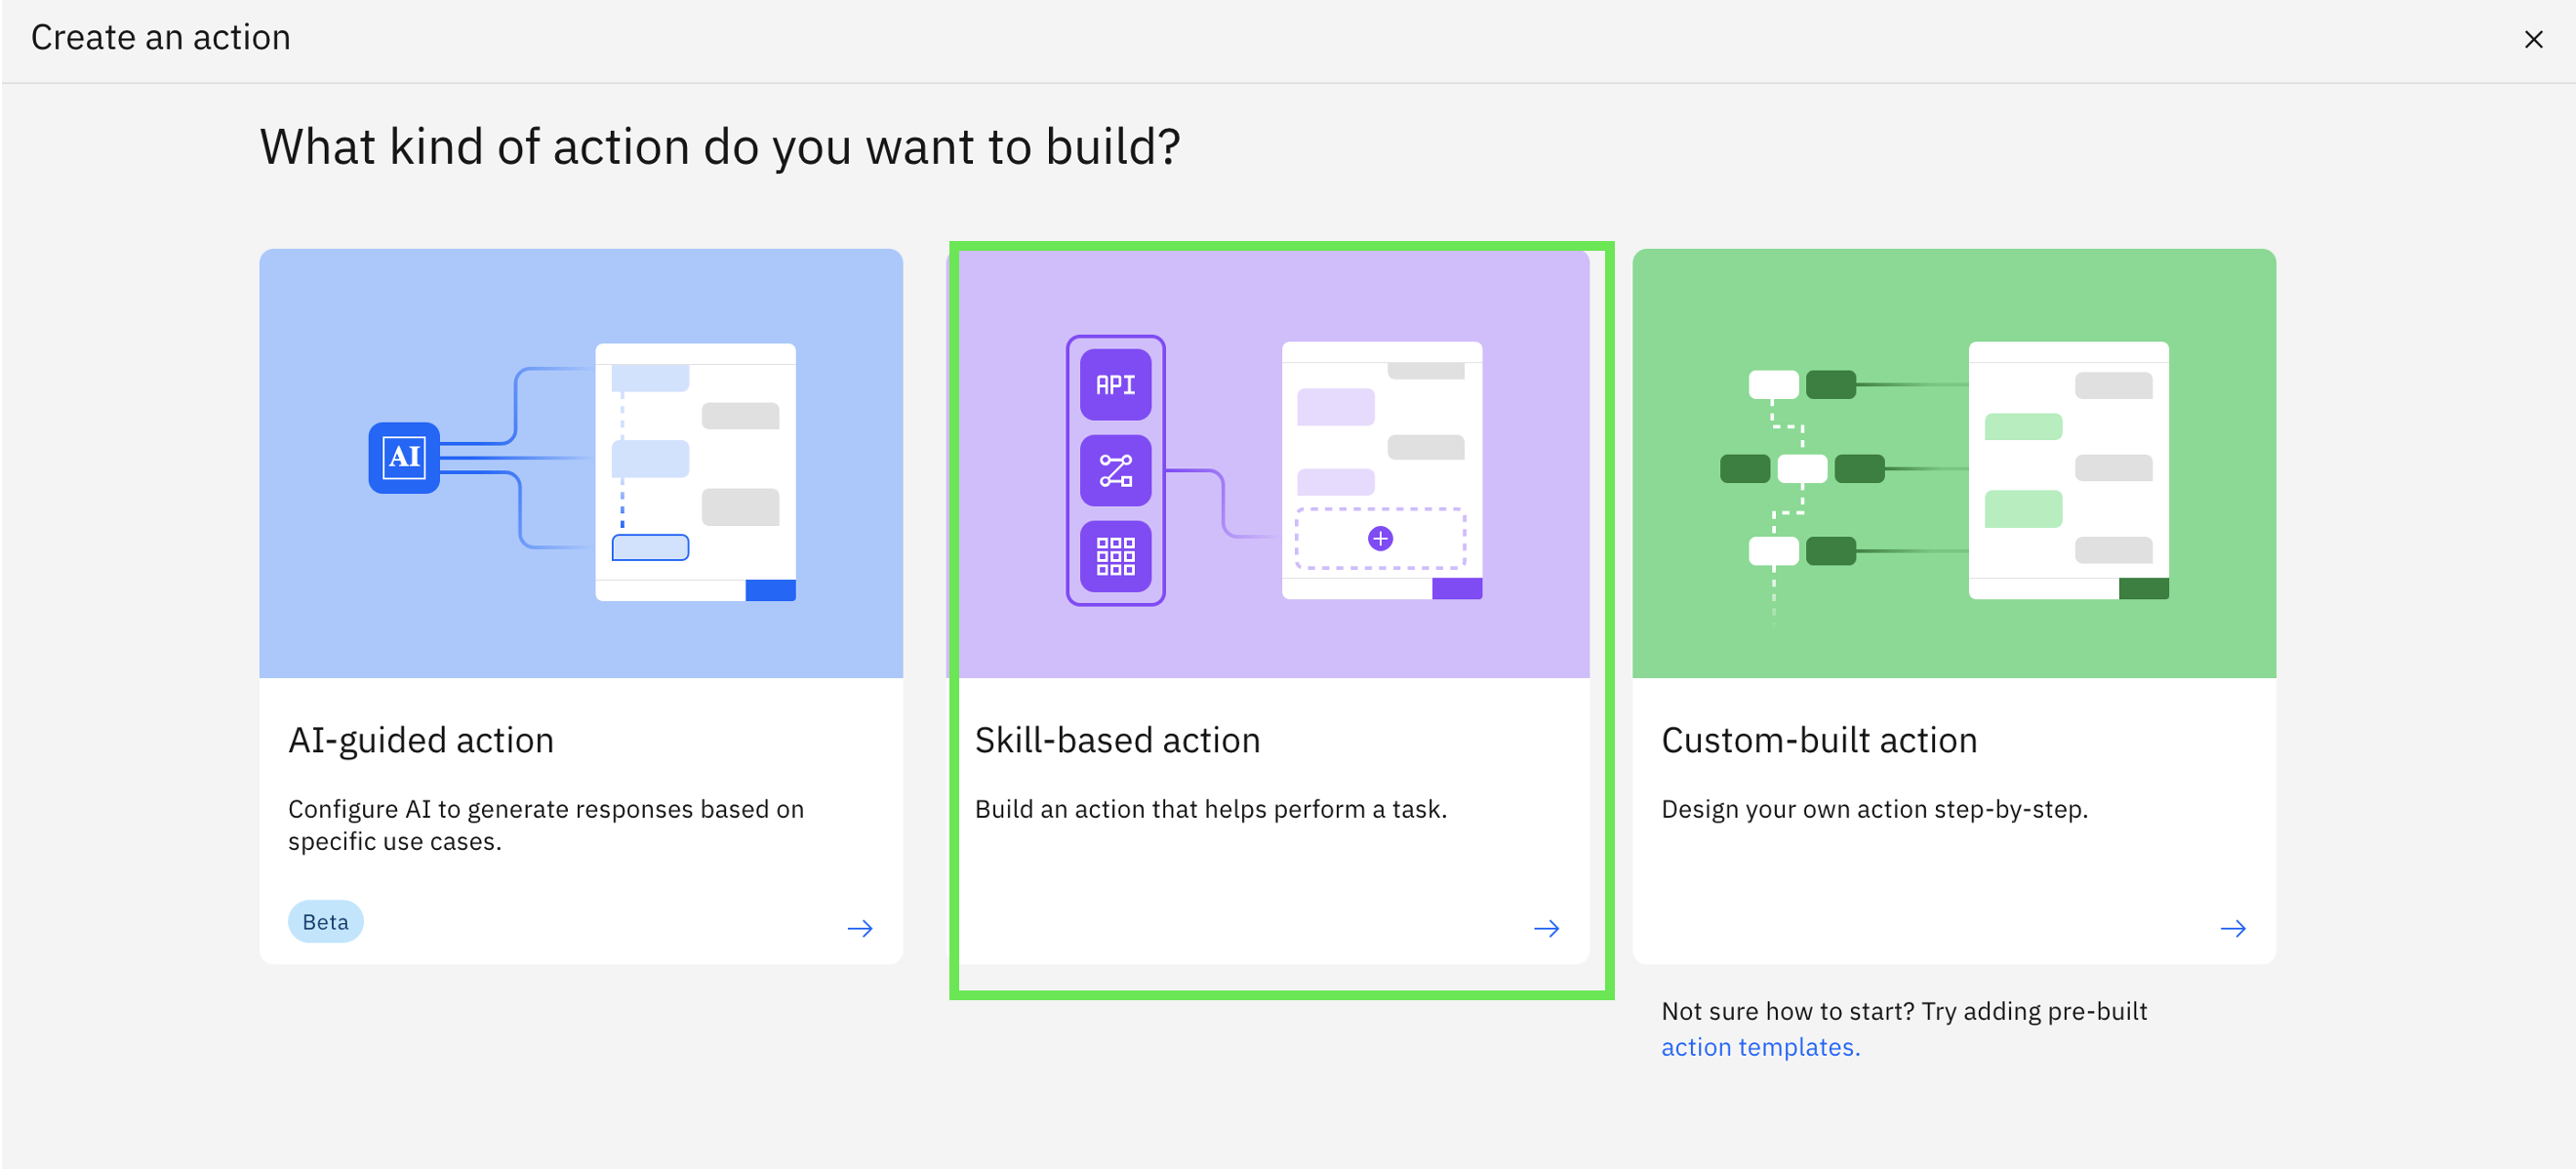 Create an action
What kind of action do you want to build?
AI
API
AI-guided action
Configure AI to generate responses based on
specific use cases.
Beta
Skill-based action
Build an action that helps perform a task.
Custom-built action
Design your own action step-by-step.
Not sure how to start? Try adding pre-built
action templates.